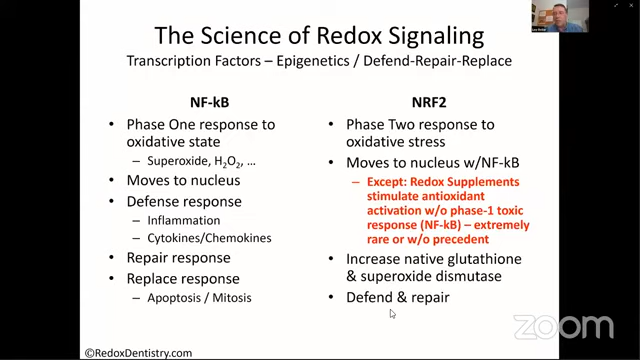 The Science of Redox Signaling
Transcription Factors – Epigenetics / Defend-Repair-Replace
NF-kB
• Phase One response to
oxidative state
– Superoxide, H2O2, …
• Moves to nucleus
• Defense response
– Inflammation
– Cytokines/Chemokines
• Repair response
• Replace response
– Apoptosis / Mitosis
NRF2
• Phase Two response to
oxidative stress
• Moves to nucleus w/NF-kB
– Except: Redox Supplements
stimulate antioxidant
activation w/o phase-1 toxic
response (NF-kB) – extremely
rare or w/o precedent
• Increase native glutathione
& superoxide dismutase
• Defend & repair
zoom
©RedoxDentistry.com